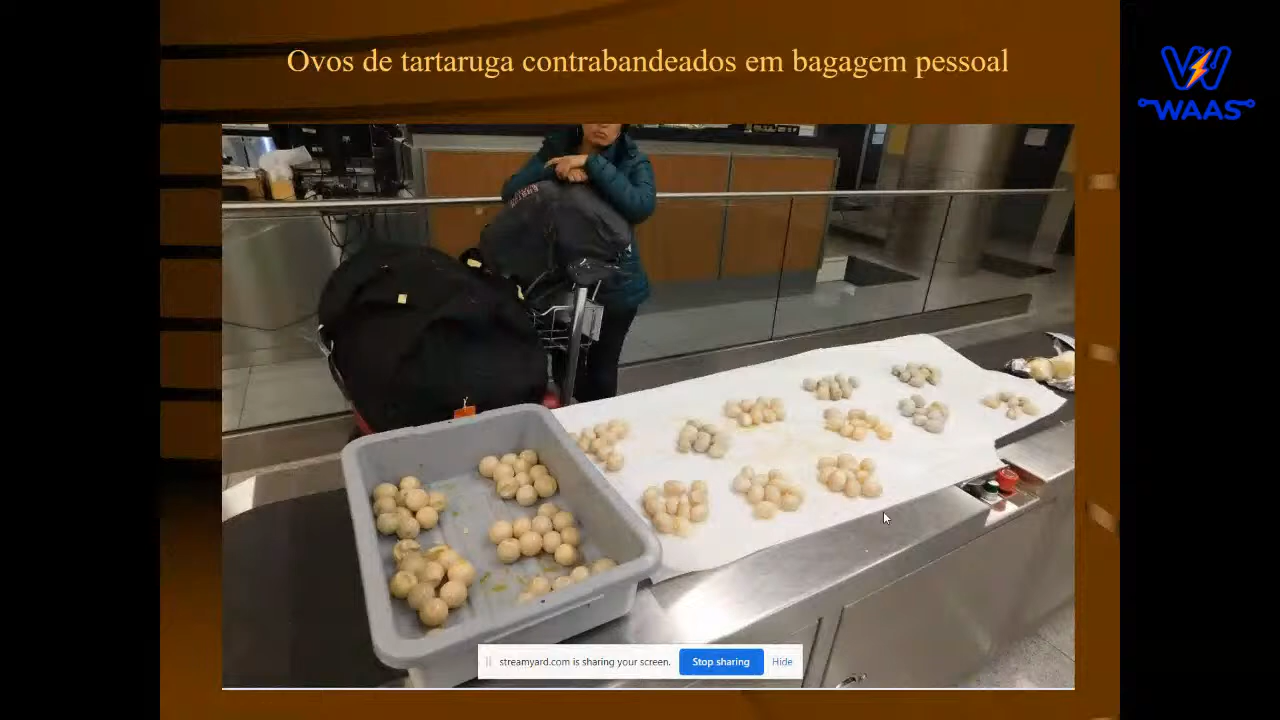 Ovos de tartaruga contrabandeados em bagagem pessoal
WAAS
streamyard.com is sharing your screen.
Stop sharing
Hide